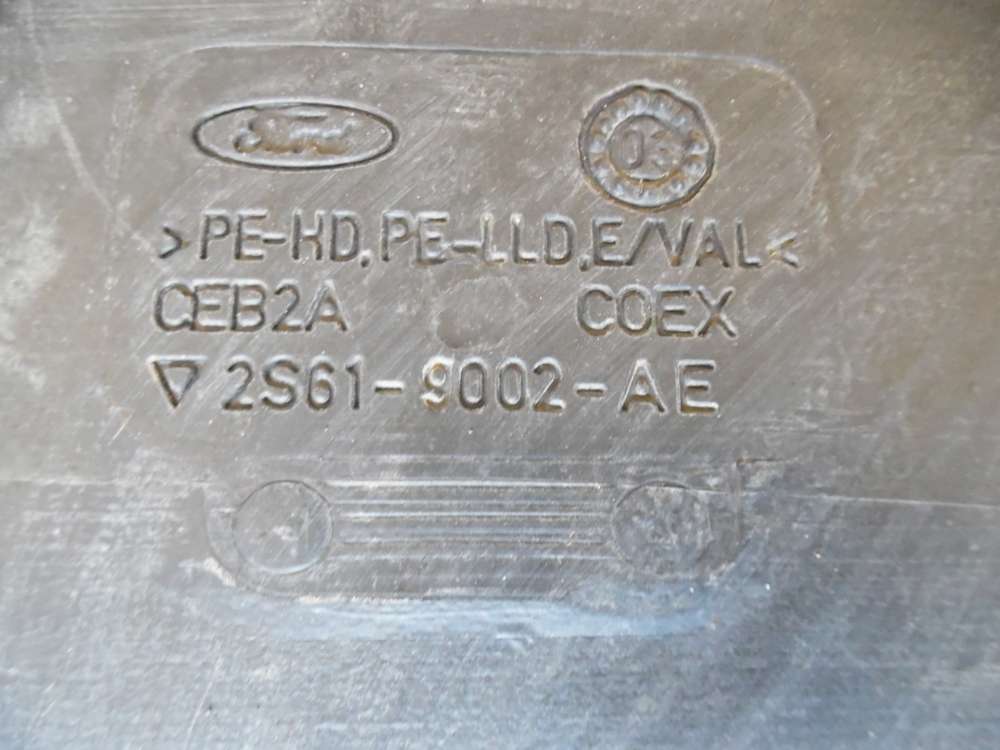 Ford 03
>PE-HD,PE-LLD,E/VAL<
CEB2A COEX
2S61-9002-AE